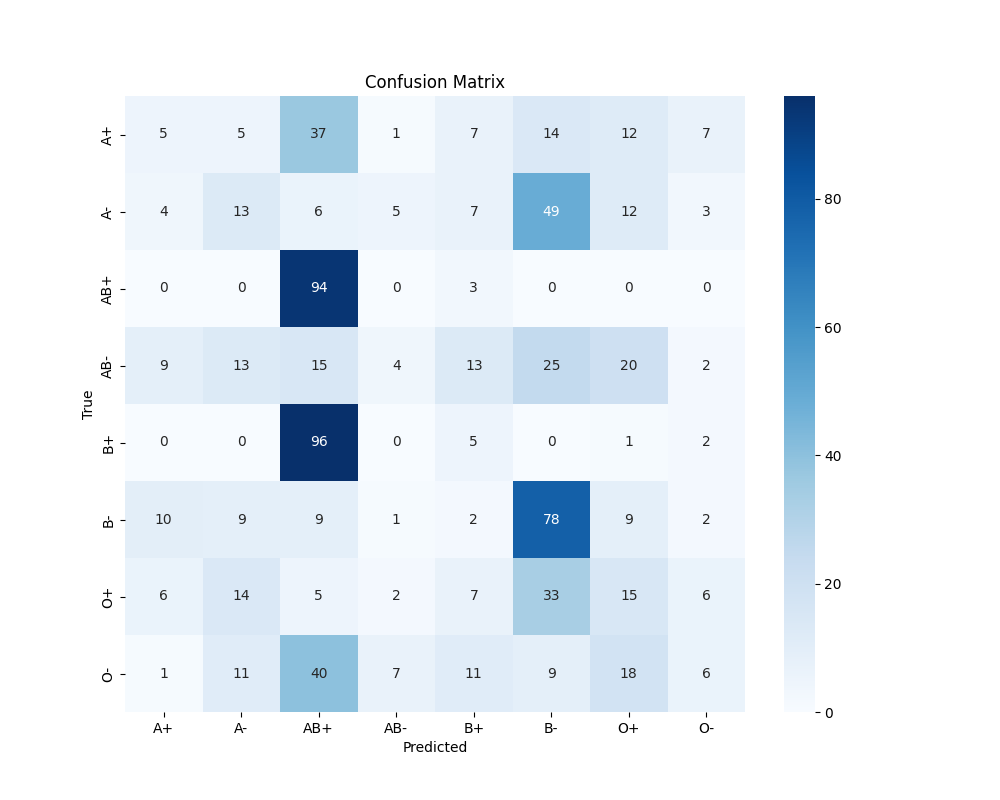 Confusion Matrix
True
A+ 5 5 37 1 7 14 12 7
A- 4 13 6 5 7 49 12 3
AB+ 0 0 94 0 3 0 0 0
AB- 9 13 15 4 13 25 20 2
B+ 0 0 96 0 5 0 1 2
B- 10 9 9 1 2 78 9 2
O+ 6 14 5 2 7 33 15 6
O- 1 11 40 7 11 9 18 6
A+ A- AB+ AB- B+ B- O+ O-
Predicted
80
60
40
20
0